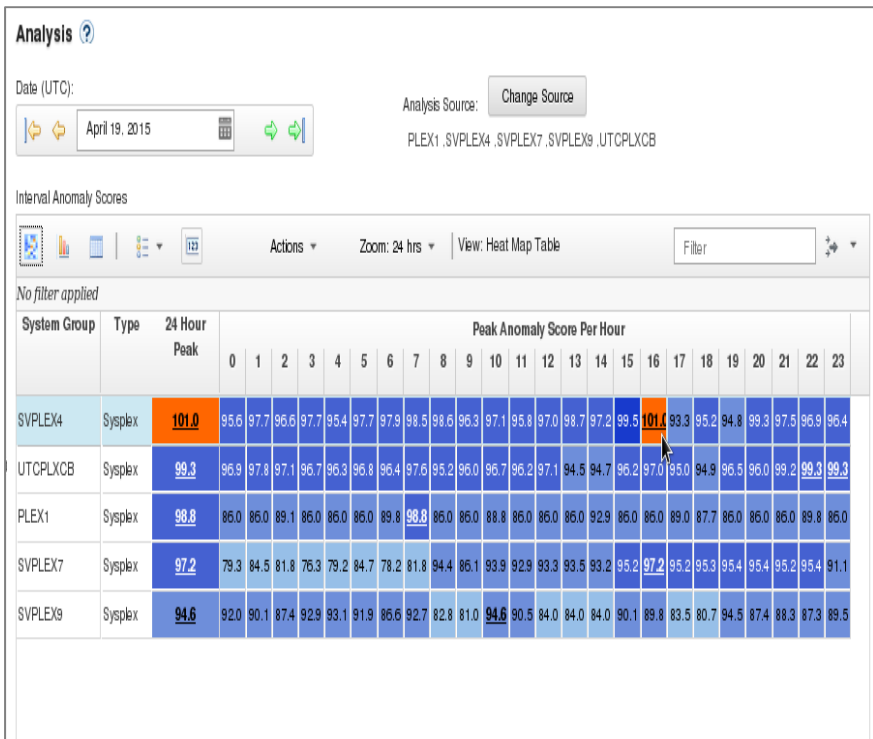 Analysis ?
Date (UTC):
April 19, 2015
Analysis Source: Change Source
PLEX1 ,SVPLEX4 ,SVPLEX7 ,SVPLEX9 ,UTCPLXCB
Interval Anomaly Scores
123 Actions Zoom: 24 hrs View: Heat Map Table Filter
No filter applied
System Group Type 24 Hour Peak Peak Anomaly Score Per Hour
0 1 2 3 4 5 6 7 8 9 10 11 12 13 14 15 16 17 18 19 20 21 22 23
SVPLEX4 Sysplex 101.0 95.6 97.7 96.6 97.7 95.4 97.7 97.9 98.5 98.6 96.3 97.1 95.8 97.0 98.7 97.2 99.5 101.0 93.3 95.2 94.8 99.3 97.5 96.9 96.4
UTCPLXCB Sysplex 99.3 96.9 97.8 97.1 96.7 96.3 96.8 96.4 97.6 95.2 96.0 96.7 96.2 97.1 94.5 94.7 96.2 97.0 95.0 94.9 96.5 96.0 99.2 99.3 99.3
PLEX1 Sysplex 98.8 86.0 86.0 89.1 86.0 86.0 86.0 89.8 98.8 86.0 86.0 88.8 86.0 86.0 86.0 92.9 86.0 86.0 89.0 87.7 86.0 86.0 86.0 89.8 86.0
SVPLEX7 Sysplex 97.2 79.3 84.5 81.8 76.3 79.2 84.7 78.2 81.8 94.4 86.1 93.9 92.9 93.3 93.5 93.2 95.2 97.2 95.2 95.3 95.4 95.4 95.2 95.4 91.1
SVPLEX9 Sysplex 94.6 92.0 90.1 87.4 92.9 93.1 91.9 86.6 92.7 82.8 81.0 94.6 90.5 84.0 84.0 84.0 90.1 89.8 83.5 80.7 94.5 87.4 88.3 87.3 89.5